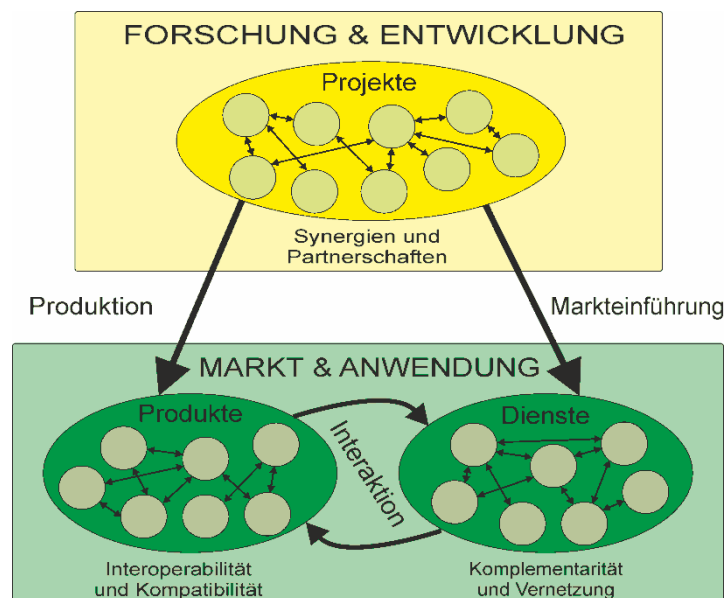 FORSCHUNG & ENTWICKLUNG
Projekte
Synergien und
Partnerschaften
Produktion
Markteinführung
MARKT & ANWENDUNG
Produkte
Dienste
Interaktion
Interoperabilität
und Kompatibilität
Komplementarität
und Vernetzung